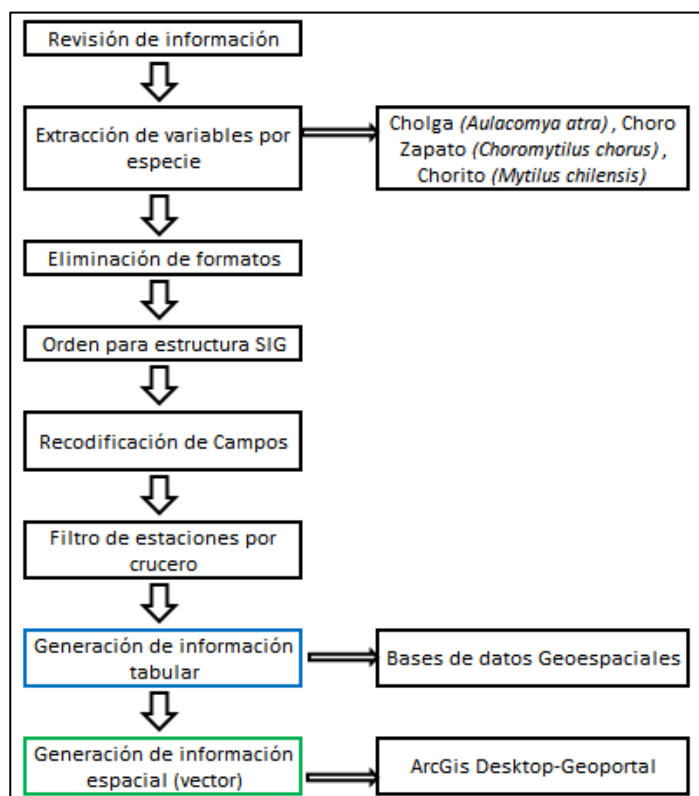 Revisión de información
Extracción de variables por
especie
Cholga (Aulacomya atra) , Choro
Zapato (Choromytilus chorus) ,
Chorito (Mytilus chilensis)
Eliminación de formatos
Orden para estructura SIG
Recodificación de Campos
Filtro de estaciones por
crucero
Generación de información
tabular
Bases de datos Geoespaciales
Generación de información
espacial (vector)
ArcGis Desktop-Geoportal